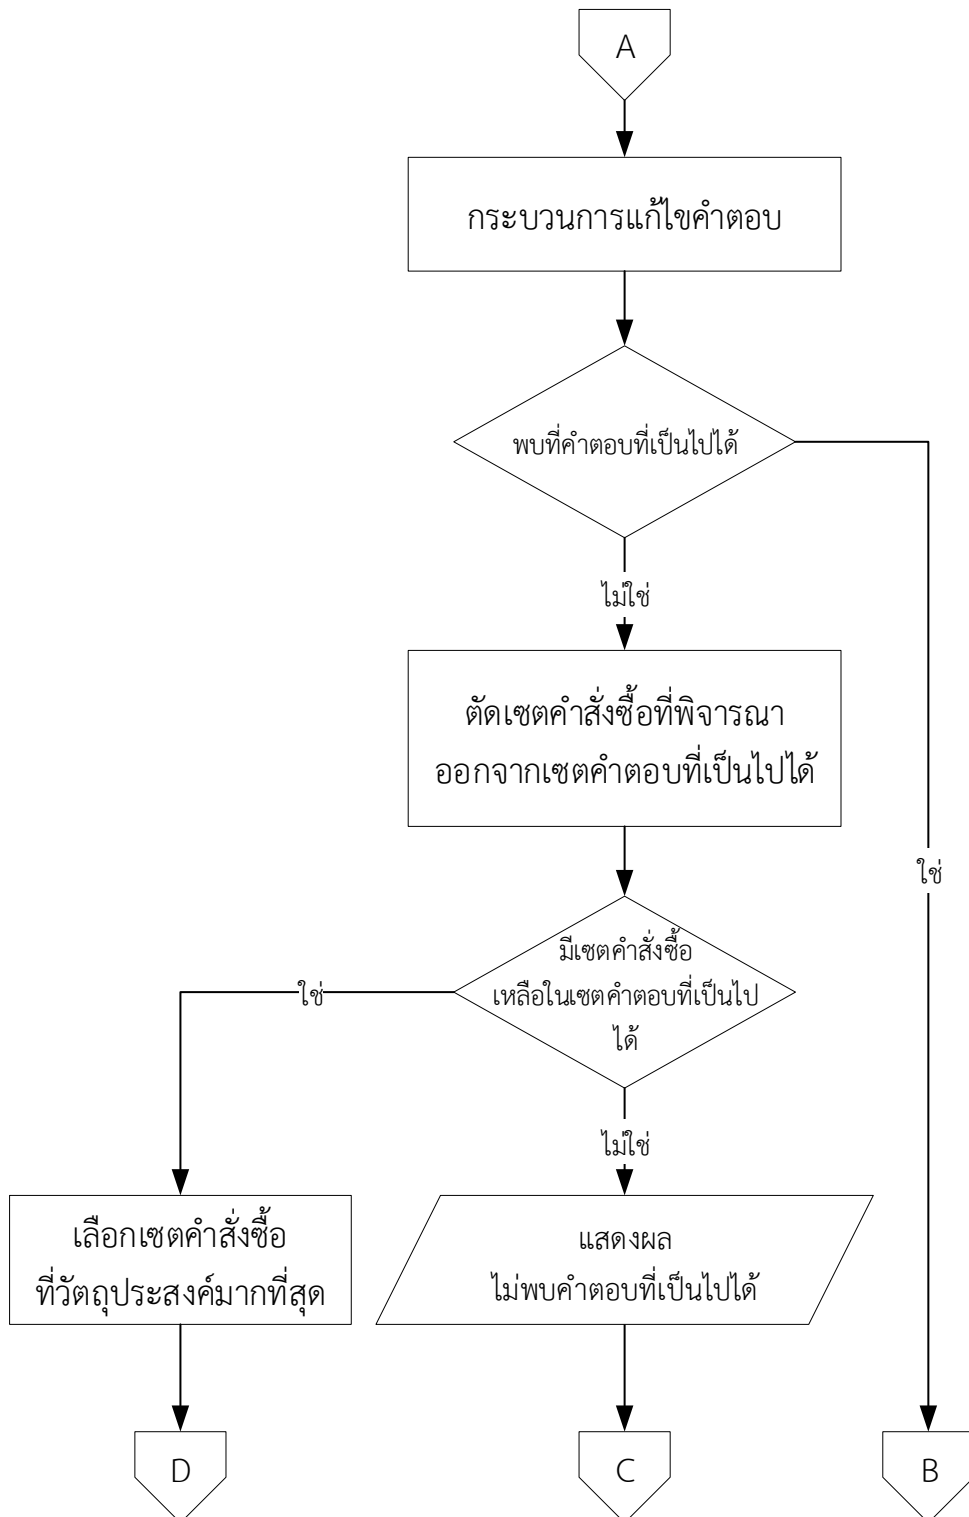 A
กระบวนการแก้ไขคำตอบ
พบที่คำตอบที่เป็นไปได้
ไม่ใช่
ตัดเซตคำสั่งซื้อที่พิจารณา
ออกจากเซตคำตอบที่เป็นไปได้
ใช่
มีเซตคำสั่งซื้อ
เหลือในเซตคำตอบที่เป็นไป
ได้
ใช่
ไม่ใช่
เลือกเซตคำสั่งซื้อ
ที่วัตถุประสงค์มากที่สุด
แสดงผล
ไม่พบคำตอบที่เป็นไปได้
D
C
B